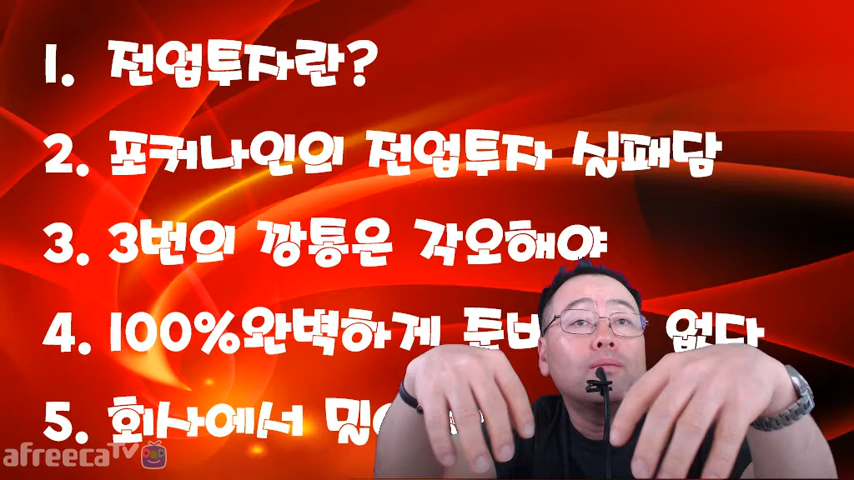 1. 전업투자란?
2. 포커나인의 전업투자 실패담
3. 3번의 깡통은 각오해야
4. 100%완벽하게 없다
5. 회사에서
afreecaTV